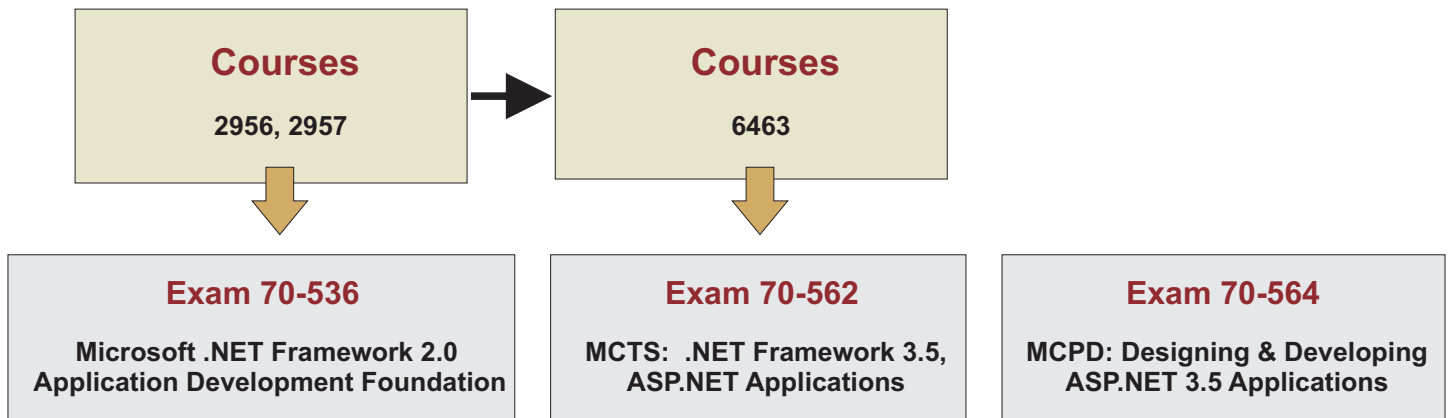 Courses
2956, 2957
Courses
6463
Exam 70-536
Microsoft .NET Framework 2.0
Application Development Foundation
Exam 70-562
MCTS:  .NET Framework 3.5,
ASP.NET Applications
Exam 70-564
MCPD: Designing & Developing
ASP.NET 3.5 Applications